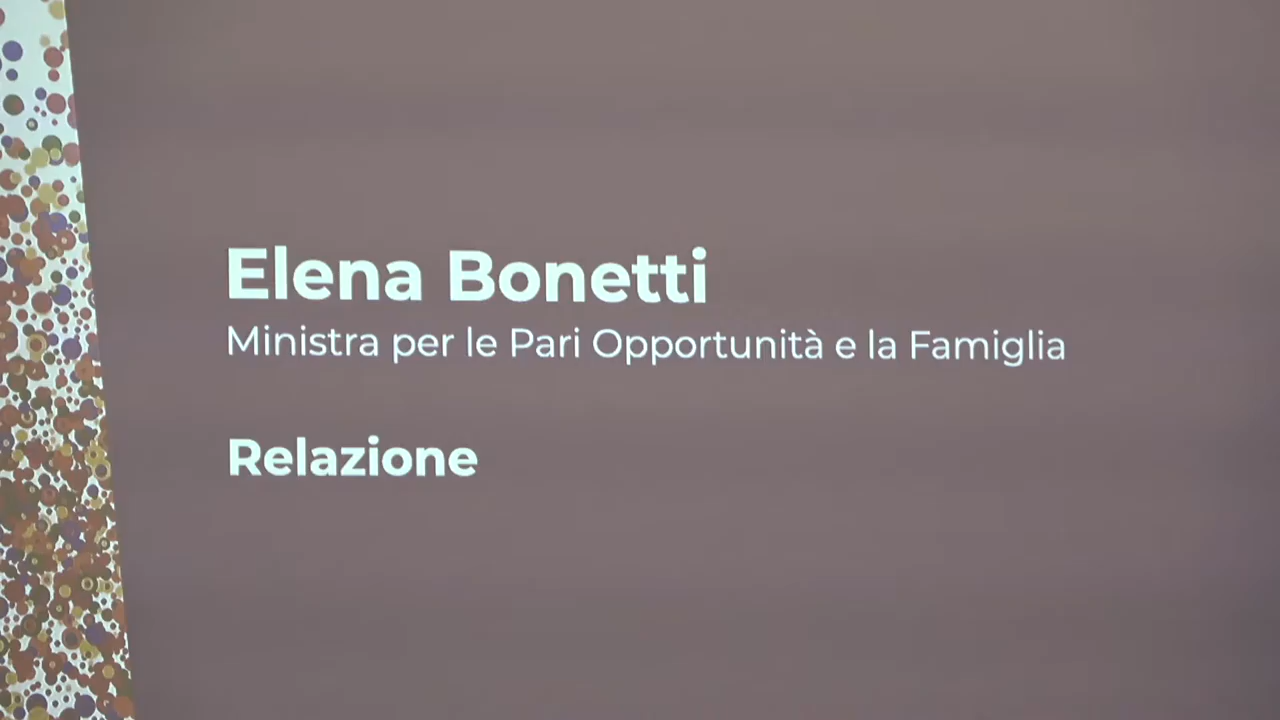 Elena Bonetti
Ministra per le Pari Opportunità e la Famiglia
Relazione